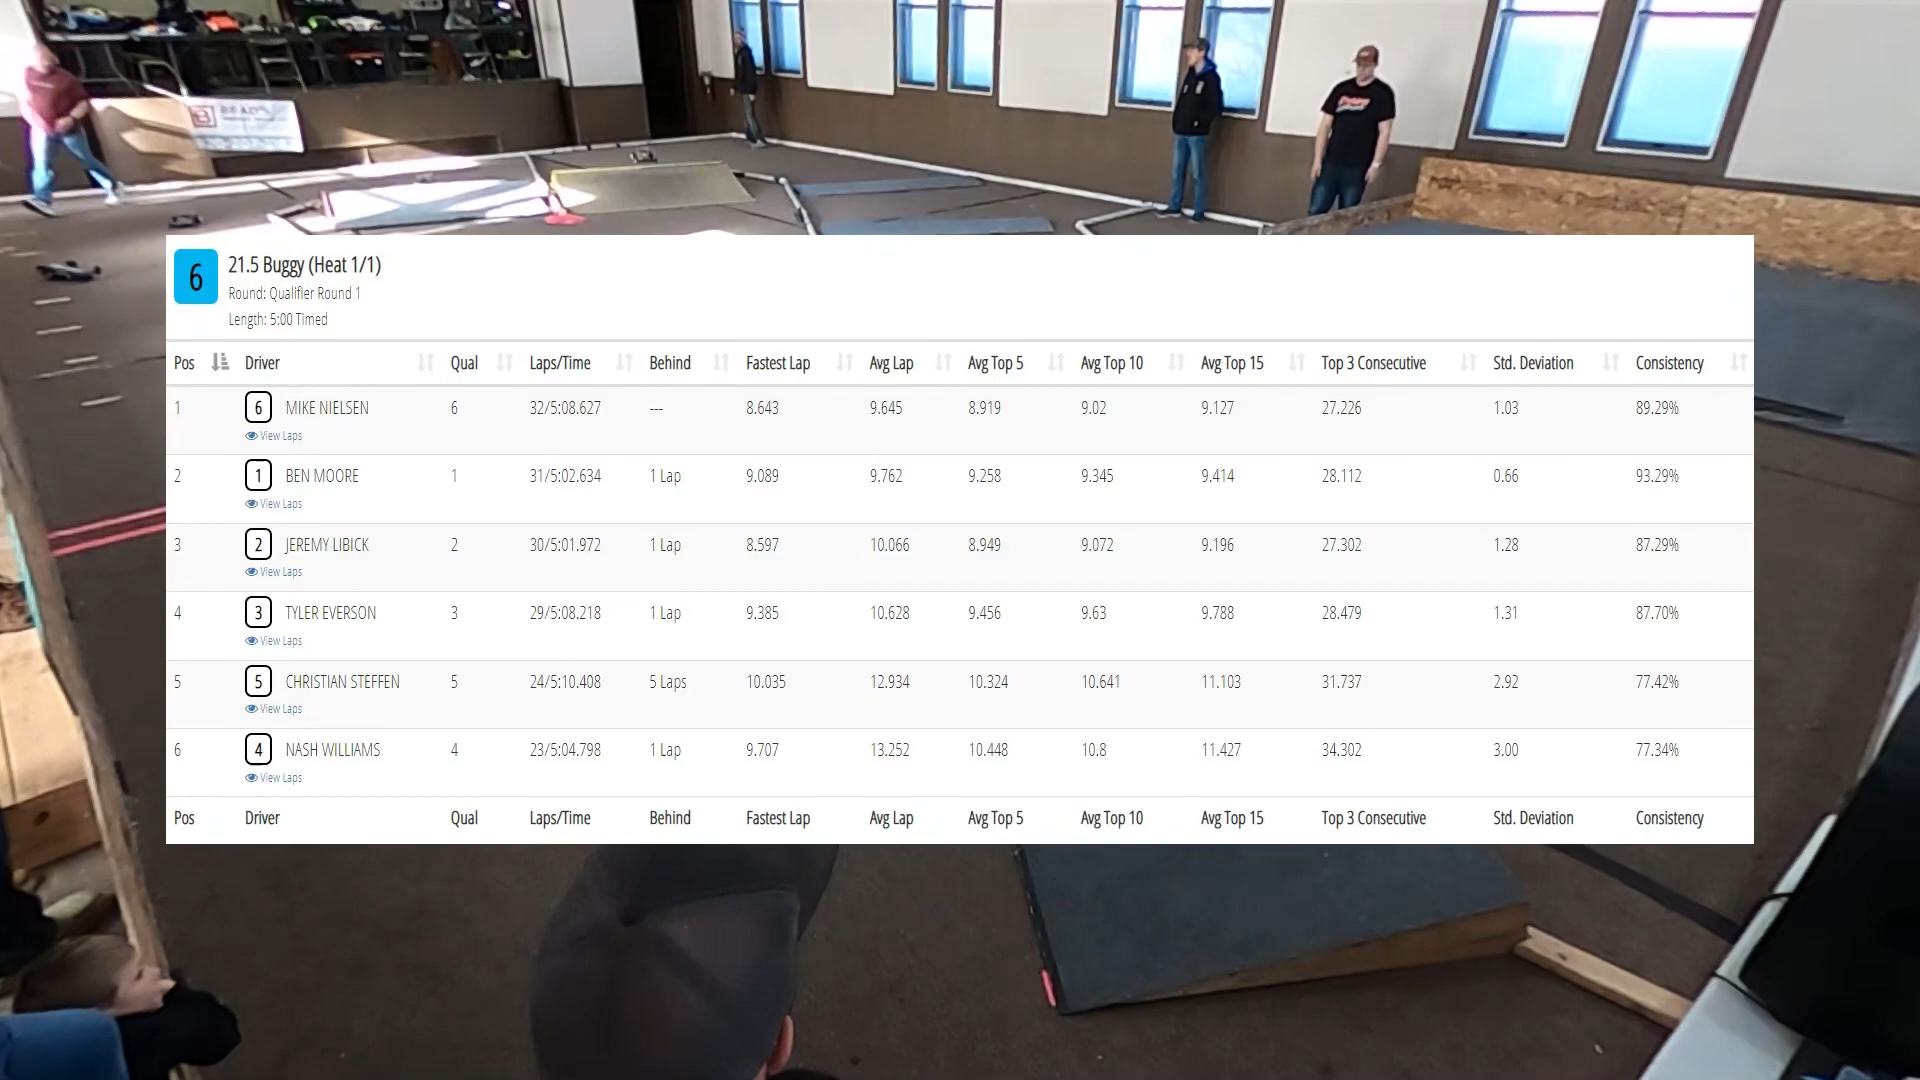 6
21.5 Buggy (Heat 1/1)
Round: Qualifier Round 1
Length: 5:00 Timed
Pos Driver Qual Laps/Time Behind Fastest Lap Avg Lap Avg Top 5 Avg Top 10 Avg Top 15 Top 3 Consecutive Std. Deviation Consistency
1 6 MIKE NIELSEN 6 32/5:08.627 --- 8.643 9.645 8.919 9.02 9.127 27.226 1.03 89.29%
View Laps
2 1 BEN MOORE 1 31/5:02.634 1 Lap 9.089 9.762 9.258 9.345 9.414 28.112 0.66 93.29%
View Laps
3 2 JEREMY LIBICK 2 30/5:01.972 1 Lap 8.597 10.066 8.949 9.072 9.196 27.302 1.28 87.29%
View Laps
4 3 TYLER EVERSON 3 29/5:08.218 1 Lap 9.385 10.628 9.456 9.63 9.788 28.479 1.31 87.70%
View Laps
5 5 CHRISTIAN STEFFEN 5 24/5:10.408 5 Laps 10.035 12.934 10.324 10.641 11.103 31.737 2.92 77.42%
View Laps
6 4 NASH WILLIAMS 4 23/5:04.798 1 Lap 9.707 13.252 10.448 10.8 11.427 34.302 3.00 77.34%
View Laps
Pos Driver Qual Laps/Time Behind Fastest Lap Avg Lap Avg Top 5 Avg Top 10 Avg Top 15 Top 3 Consecutive Std. Deviation Consistency